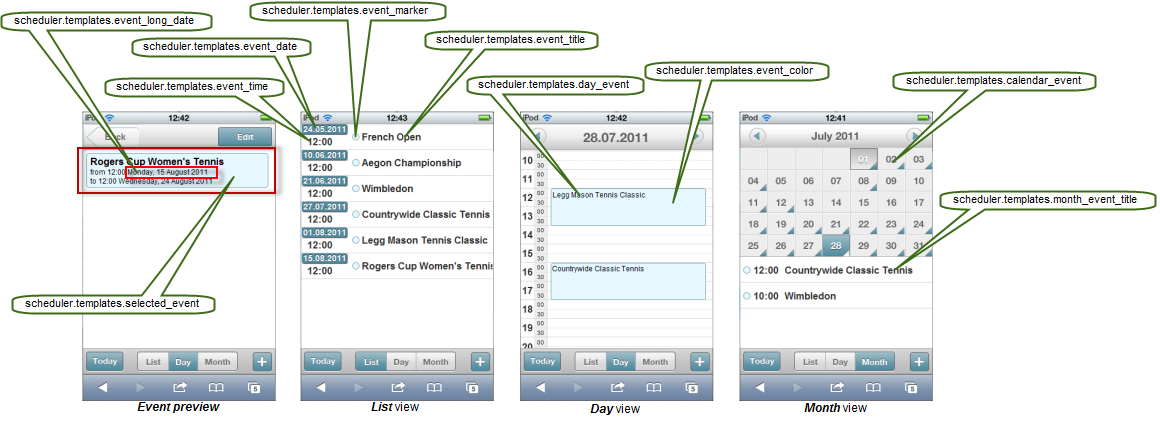 scheduler.templates.event_long_date
scheduler.templates.event_marker
scheduler.templates.event_date
scheduler.templates.event_title
scheduler.templates.event_time
scheduler.templates.day_event
scheduler.templates.event_color
scheduler.templates.calendar_event
scheduler.templates.month_event_title
scheduler.templates.selected_event
iPod 12:42
Back Edit
Rogers Cup Women's Tennis
from 12:00 Monday, 15 August 2011
to 12:00 Wednesday, 24 August 2011
Today List Day Month +
5
Event preview
iPod 12:43
24.05.2011
12:00 French Open
10.06.2011
12:00 Aegon Championship
21.06.2011
12:00 Wimbledon
27.07.2011
12:00 Countrywide Classic Tennis
01.08.2011
12:00 Legg Mason Tennis Classic
15.08.2011
12:00 Rogers Cup Women's Tennis
Today List Day Month +
5
List view
iPod 12:42
28.07.2011
10 00
30
11 00
30
12 00
30
Legg Mason Tennis Classic
13 00
30
14 00
30
15 00
30
16 00
30
Countrywide Classic Tennis
17 00
30
18 00
30
19 00
30
20 00
Today List Day Month +
5
Day view
iPod 12:41
July 2011
01 02 03
04 05 06 07 08 09 10
11 12 13 14 15 16 17
18 19 20 21 22 23 24
25 26 27 28 29 30 31
12:00 Countrywide Classic Tennis
10:00 Wimbledon
Today List Day Month +
5
Month view